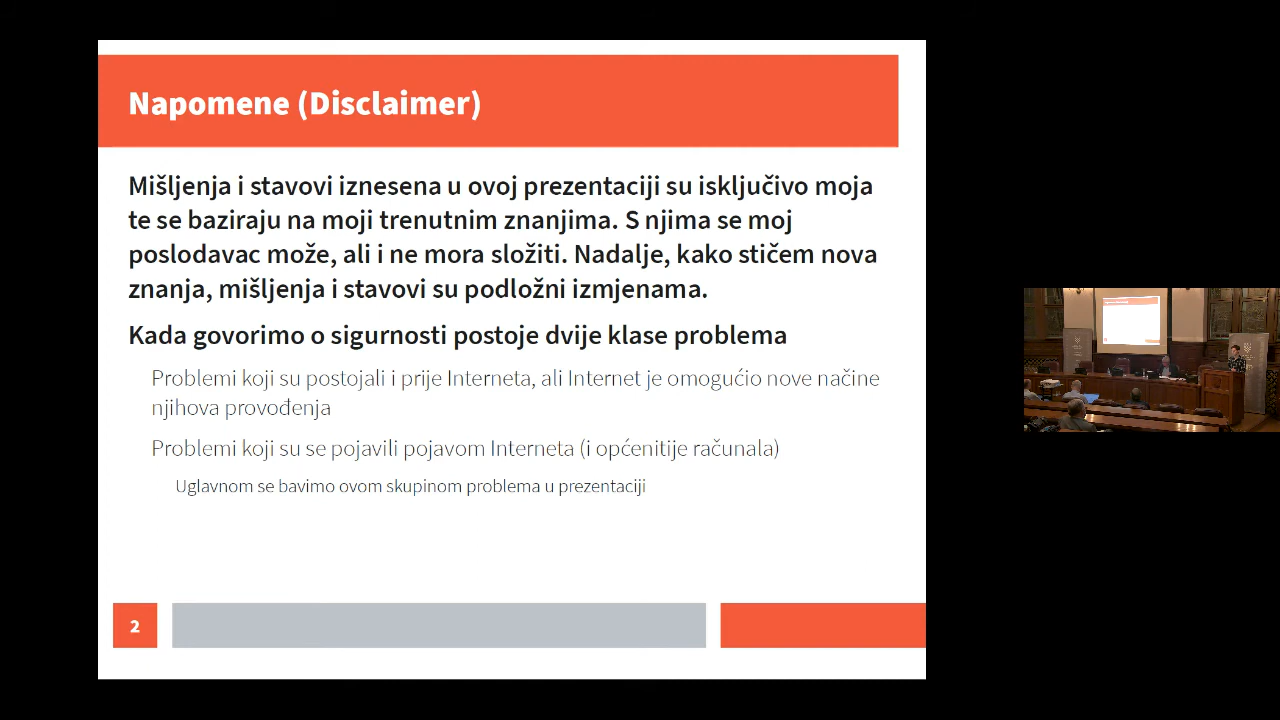 Napomene (Disclaimer)
Mišljenja i stavovi iznesena u ovoj prezentaciji su isključivo moja
te se baziraju na moji trenutnim znanjima. S njima se moj
poslodavac može, ali i ne mora složiti. Nadalje, kako stičem nova
znanja, mišljenja i stavovi su podložni izmjenama.
Kada govorimo o sigurnosti postoje dvije klase problema
Problemi koji su postojali i prije Interneta, ali Internet je omogućio nove načine
njihova provođenja
Problemi koji su se pojavili pojavom Interneta (i općenitije računala)
Uglavnom se bavimo ovom skupinom problema u prezentaciji
2